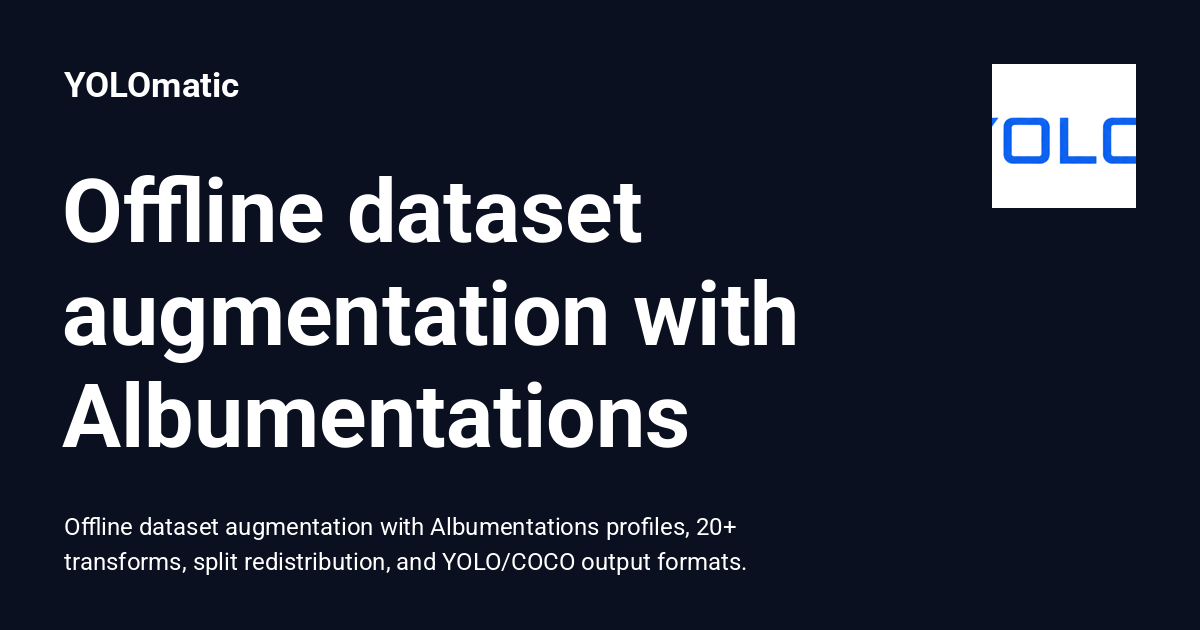 YOLOmatic
YOLO
Offline dataset
augmentation with
Albumentations
Offline dataset augmentation with Albumentations profiles, 20+
transforms, split redistribution, and YOLO/COCO output formats.